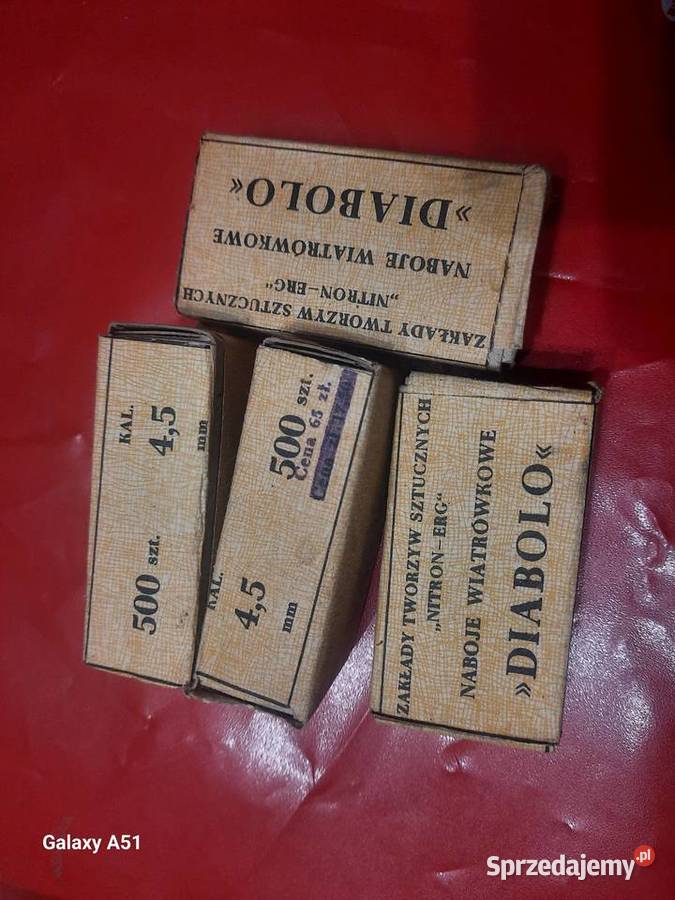 ZAKŁADY TWORZYW SZTUCZNYCH
„NITRON-ERG"
NABOJE WIATRÓWKOWE
»DIABOLO«
500 szt.
KAL.
4,5
mm
KAL.
4,5
mm
500 szt.
Cena 65 zł.
ZAKŁADY TWORZYW SZTUCZNYCH
„NITRON-ERG"
NABOJE WIATRÓWKOWE
»DIABOLO«
Galaxy A51
Sprzedajemy.pl